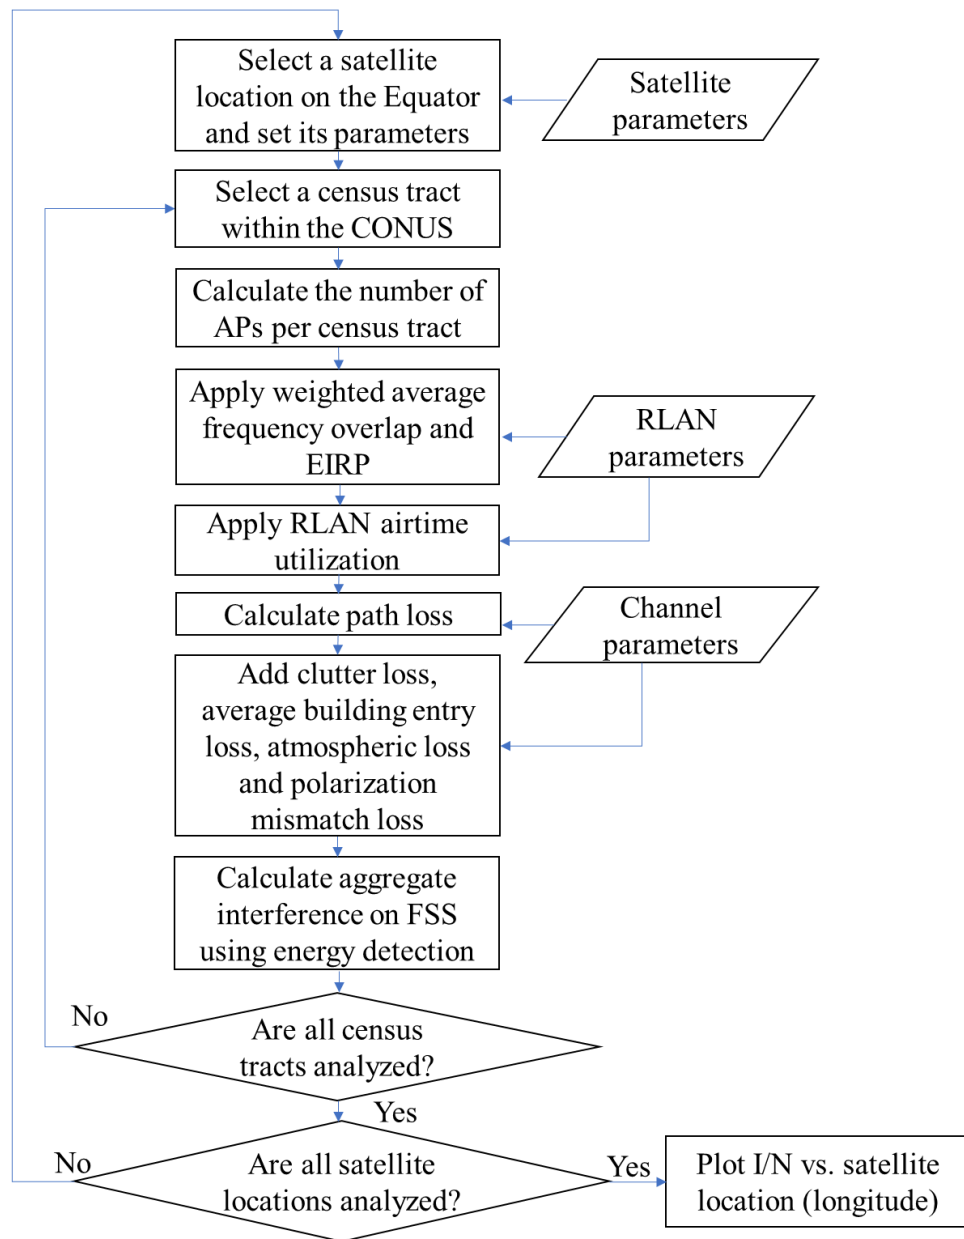 Select a satellite
location on the Equator
and set its parameters
Satellite
parameters
Select a census tract
within the CONUS
Calculate the number of
APs per census tract
Apply weighted average
frequency overlap and
EIRP
RLAN
parameters
Apply RLAN airtime
utilization
Calculate path loss
Channel
parameters
Add clutter loss,
average building entry
loss, atmospheric loss
and polarization
mismatch loss
Calculate aggregate
interference on FSS
using energy detection
No
Are all census
tracts analyzed?
Yes
No
Are all satellite
locations analyzed?
Yes
Plot I/N vs. satellite
location (longitude)